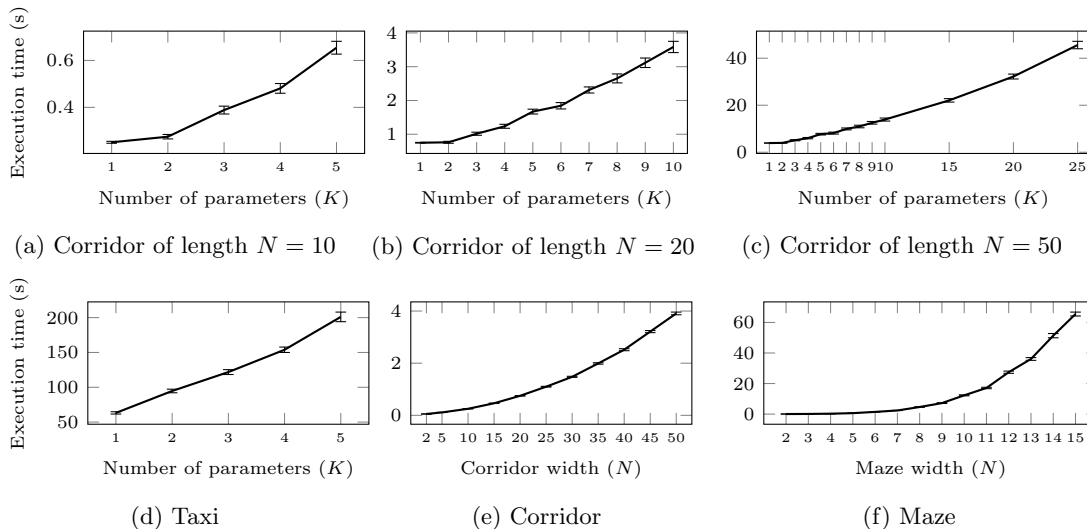 Execution time (s)
0.6
0.4
1 2 3 4 5
Number of parameters (K)
(a) Corridor of length N = 10
4
3
2
1
1 2 3 4 5 6 7 8 9 10
Number of parameters (K)
(b) Corridor of length N = 20
40
20
0
1 2 3 4 5 6 7 8 9 10 15 20 25
Number of parameters (K)
(c) Corridor of length N = 50
Execution time (s)
200
150
100
50
1 2 3 4 5
Number of parameters (K)
(d) Taxi
4
2
0
2 5 10 15 20 25 30 35 40 45 50
Corridor width (N)
(e) Corridor
60
40
20
0
2 3 4 5 6 7 8 9 10 11 12 13 14 15
Maze width (N)
(f) Maze